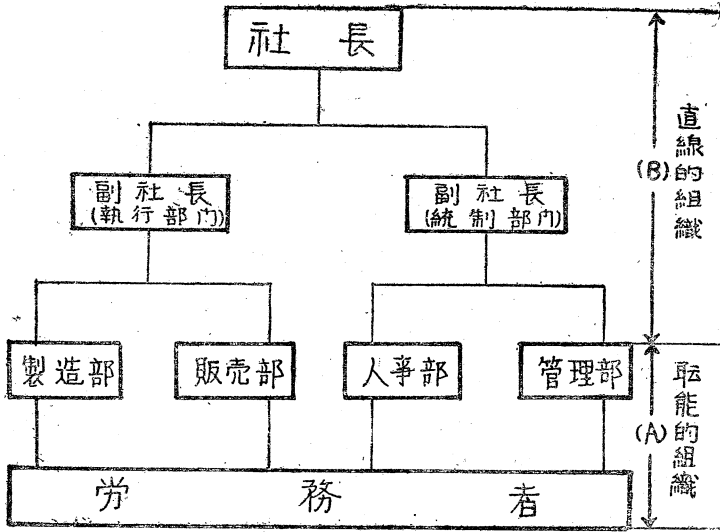 社長
副社長
(執行部門)
副社長
(統制部門)
製造部
販売部
人事部
管理部
労務者
(B)
直線的組織
(A)
耺能的組織